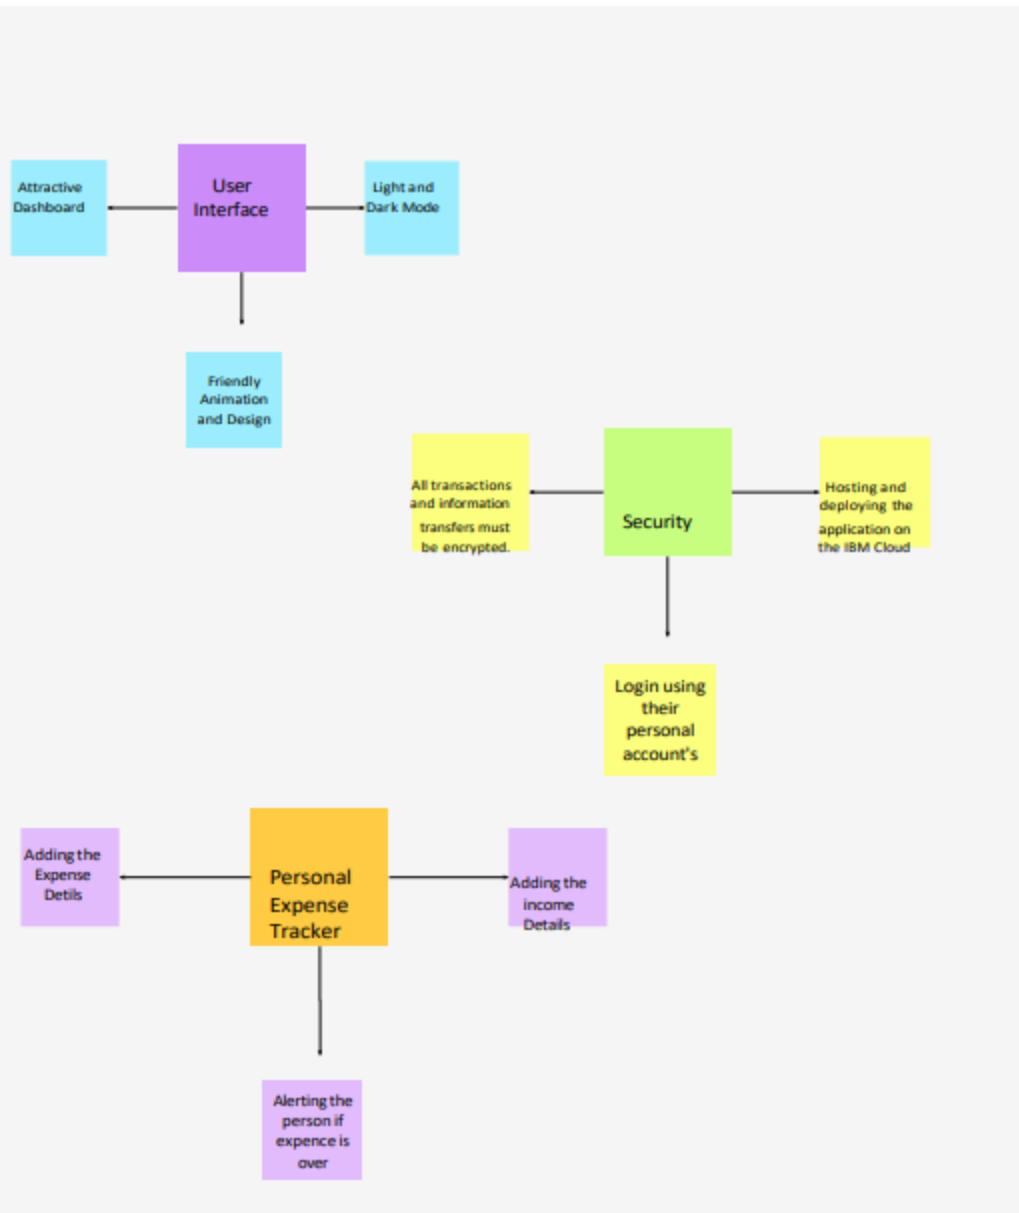 Attractive
Dashboard
User
Interface
Light and
Dark Mode
Friendly
Animation
and Design
All transactions
and information
transfers must
be encrypted.
Security
Hosting and
deploying the
application on
the IBM Cloud
Login using
their
personal
account's
Adding the
Expense
Detils
Personal
Expense
Tracker
Adding the
income
Details
Alerting the
person if
expence is
over